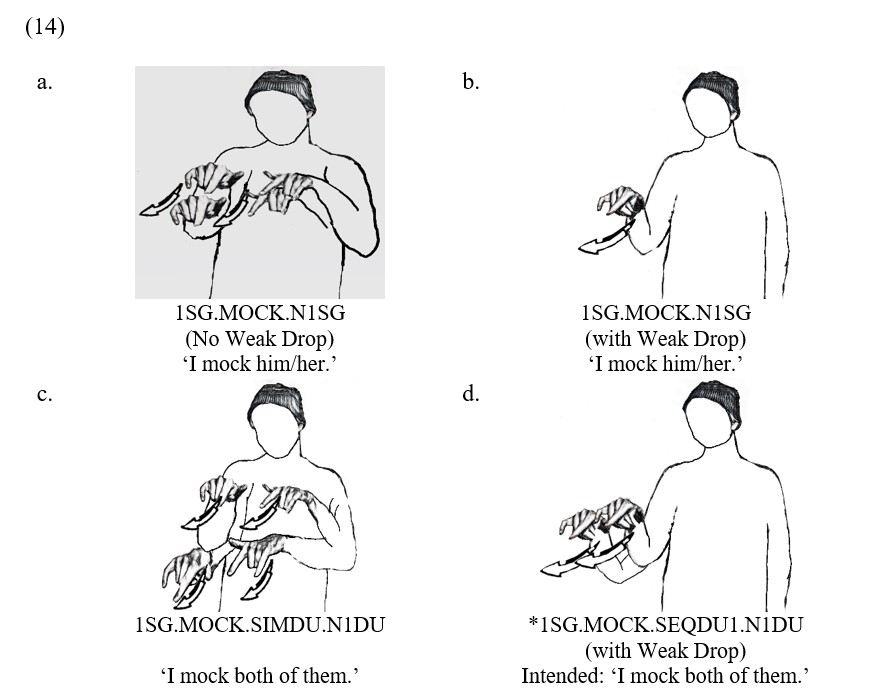 (14)
a.
b.
1SG.MOCK.N1SG
(No Weak Drop)
‘I mock him/her.’
1SG.MOCK.N1SG
(with Weak Drop)
‘I mock him/her.’
c.
d.
1SG.MOCK.SIMDU.N1DU
‘I mock both of them.’
*1SG.MOCK.SEQDU1.N1DU
(with Weak Drop)
Intended: ‘I mock both of them.’